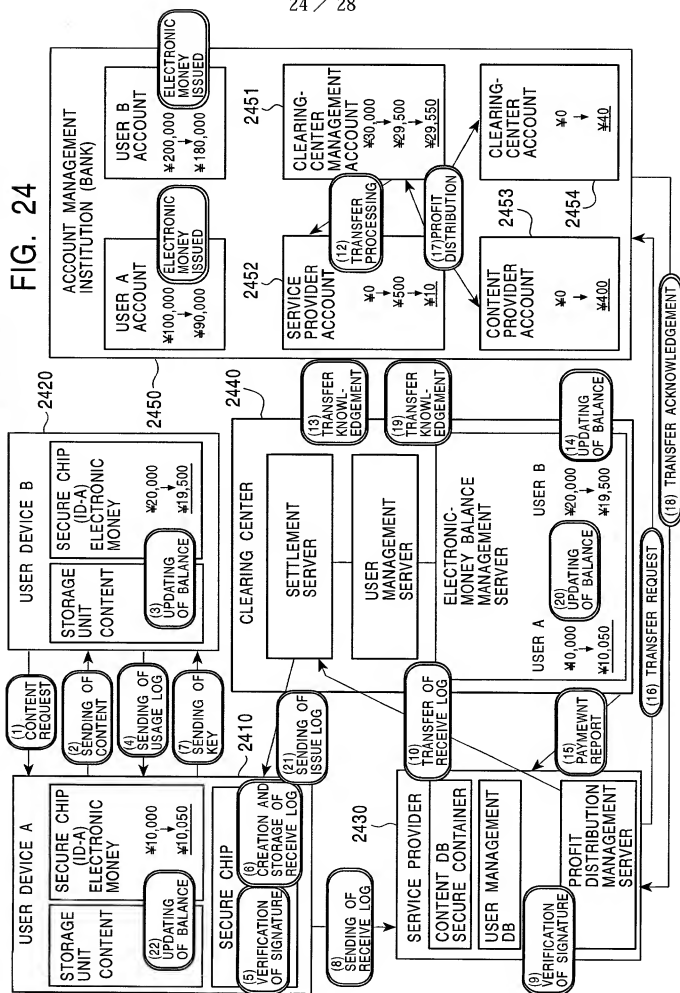 24 / 28
FIG. 24
USER DEVICE A
STORAGE
UNIT
CONTENT
SECURE CHIP
(ID-A)
ELECTRONIC
MONEY
¥10,000
¥10,050
(22) UPDATING
OF BALANCE
SECURE CHIP
(5) VERIFICATION
OF SIGNATURE
(6) CREATION AND
STORAGE OF
RECEIVE LOG
2410
(1) CONTENT
REQUEST
(2) SENDING OF
CONTENT
(4) SENDING OF
USAGE LOG
(7) SENDING OF
KEY
USER DEVICE B
STORAGE
UNIT
CONTENT
SECURE CHIP
(ID-A)
ELECTRONIC
MONEY
¥20,000
¥19,500
(3) UPDATING
OF BALANCE
2420
ACCOUNT MANAGEMENT
INSTITUTION (BANK)
2450
USER A
ACCOUNT
¥100,000
¥90,000
ELECTRONIC
MONEY
ISSUED
USER B
ACCOUNT
¥200,000
¥180,000
ELECTRONIC
MONEY
ISSUED
2452
SERVICE
PROVIDER
ACCOUNT
¥0
¥500
¥10
(12) TRANSFER
PROCESSING
2451
CLEARING-
CENTER
MANAGEMENT
ACCOUNT
¥30,000
¥29,500
¥29,550
(17)PROFIT
DISTRIBUTION
CONTENT
PROVIDER
ACCOUNT
¥0
¥400
2453
CLEARING-
CENTER
ACCOUNT
¥0
¥40
2454
(8) SENDING OF
RECEIVE LOG
2430
SERVICE PROVIDER
CONTENT DB
SECURE CONTAINER
USER MANAGEMENT
DB
(9) VERIFICATION
OF SIGNATURE
PROFIT
DISTRIBUTION
MANAGEMENT
SERVER
(21) SENDING OF
ISSUE LOG
(10) TRANSFER OF
RECEIVE LOG
(15) PAYMEWNT
REPORT
2440
CLEARING CENTER
SETTLEMENT
SERVER
(13) TRANSFER
KNOWL-
EDGEMENT
USER
MANAGEMENT
SERVER
(19) TRANSFER
KNOWL-
EDGEMENT
ELECTRONIC-
MONEY BALANCE
MANAGEMENT
SERVER
USER A
¥10,000
¥10,050
(20) UPDATING
OF BALANCE
USER B
¥20,000
¥19,500
(14) UPDATING
OF BALANCE
(16) TRANSFER REQUEST
(18) TRANSFER ACKNOWLEDGEMENT